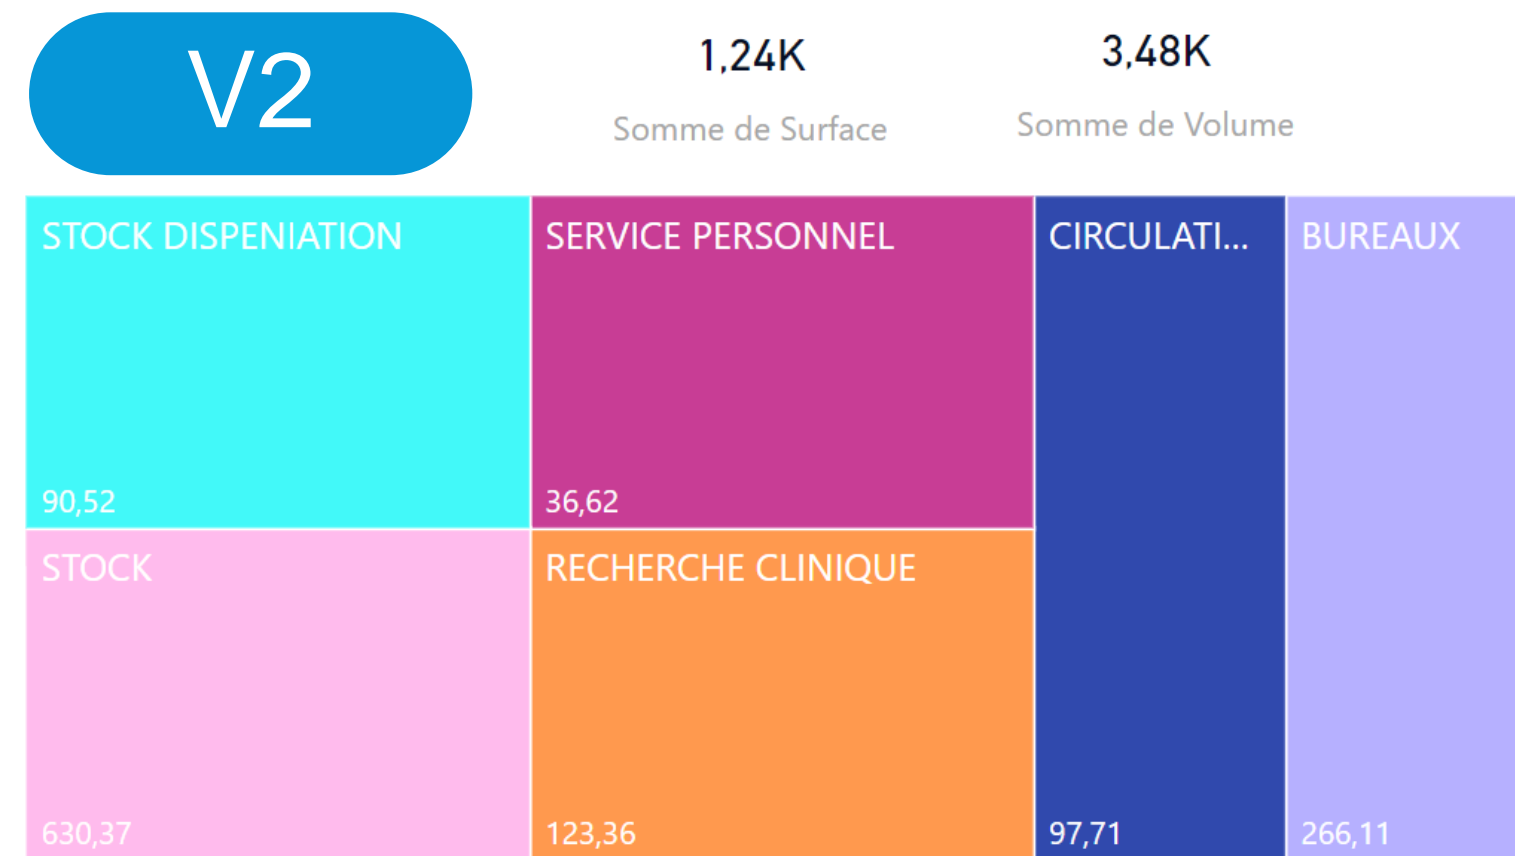 V2
1,24K
Somme de Surface
3,48K
Somme de Volume
STOCK DISPENIATION
90,52
SERVICE PERSONNEL
36,62
STOCK
630,37
RECHERCHE CLINIQUE
123,36
CIRCULATI...
97,71
BUREAUX
266,11